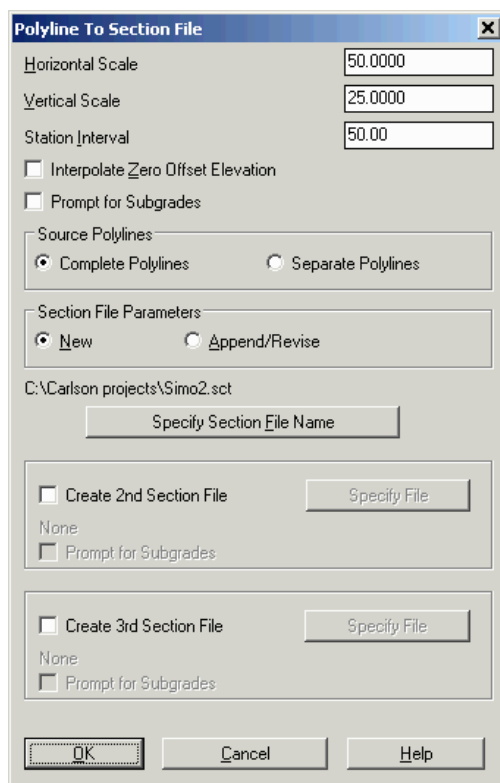 Polyline To Section File
Horizontal Scale 50.0000
Vertical Scale 25.0000
Station Interval 50.00
Interpolate Zero Offset Elevation
Prompt for Subgrades
Source Polylines
Complete Polylines Separate Polylines
Section File Parameters
New Append/Revise
C:\Carlson projects\Simo2.sct
Specify Section File Name
Create 2nd Section File Specify File
None
Prompt for Subgrades
Create 3rd Section File Specify File
None
Prompt for Subgrades
OK Cancel Help